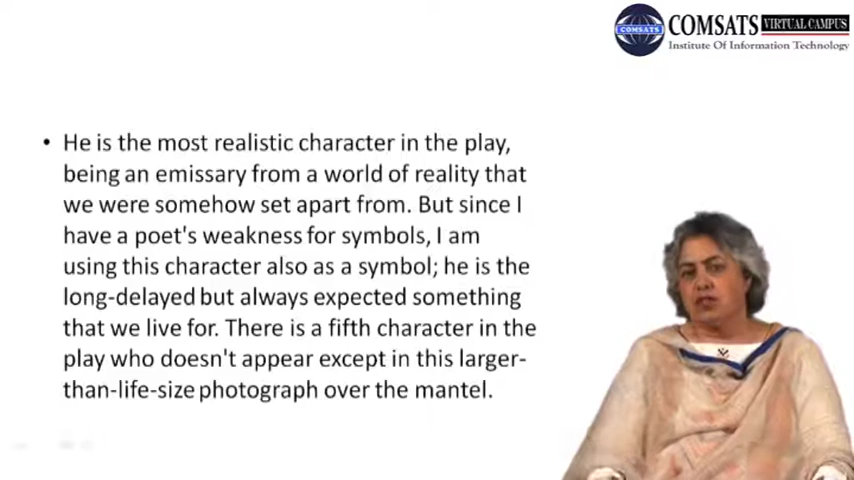 COMSATS VIRTUAL CAMPUS
Institute Of Information Technology
COMSATS
• He is the most realistic character in the play,
being an emissary from a world of reality that
we were somehow set apart from. But since I
have a poet's weakness for symbols, I am
using this character also as a symbol; he is the
long-delayed but always expected something
that we live for. There is a fifth character in the
play who doesn't appear except in this larger-
than-life-size photograph over the mantel.